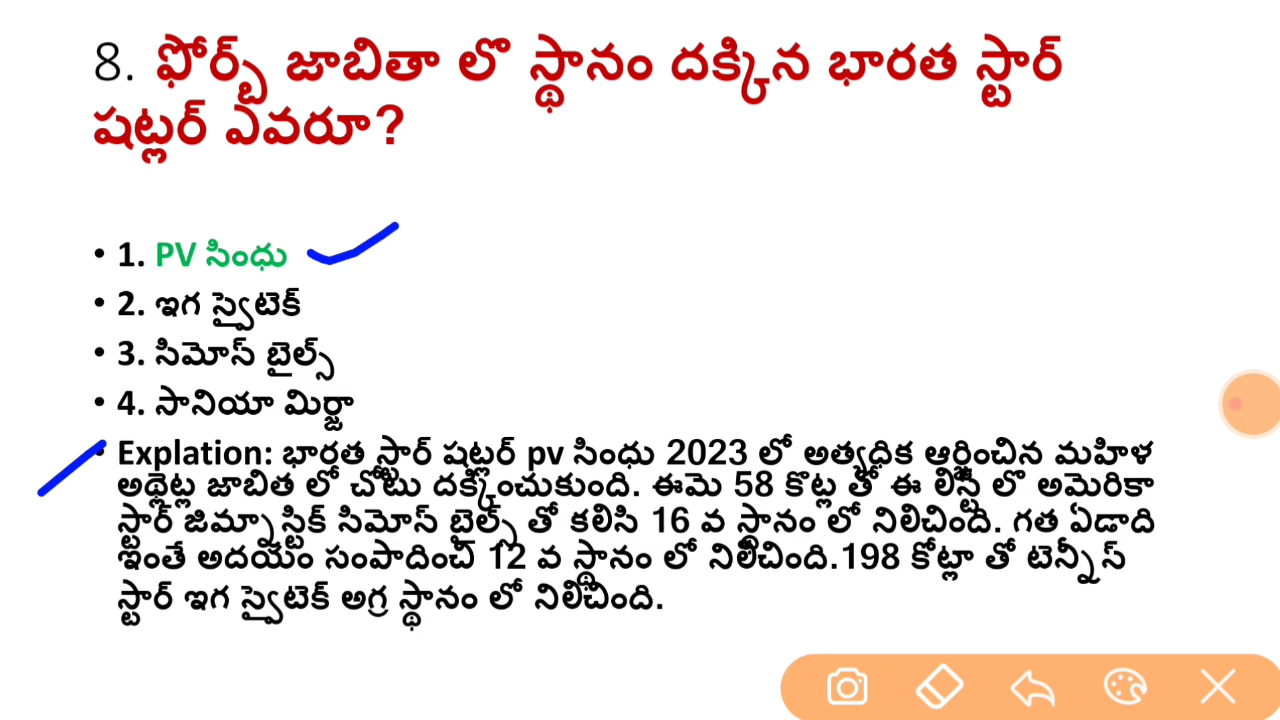 8. ఫోర్బ్ జాబితా లొ స్థానం దక్కిన భారత స్టార్
షట్లర్ ఎవరూ?
• 1. PV సింధు
• 2. ఇగ స్వైటెక్
• 3. సిమోస్ బైల్స్
• 4. సానియా మిర్జా
• Explation: భారత స్టార్ షట్లర్ pv సింధు 2023 లో అత్యధిక ఆర్జించిన మహిళ
అథ్లెట్ల జాబిత లో చోటు దక్కించుకుంది. ఈమె 58 కొట్ల తో ఈ లిస్ట్ లొ అమెరికా
స్టార్ జిమ్నాస్టిక్ సిమోస్ బైల్స్ తో కలిసి 16 వ స్థానం లో నిలిచింది. గత ఏడాది
ఇంతే అదయం సంపాదించి 12 వ స్థానం లో నిలిచింది.198 కోట్లా తో టెన్నీస్
స్టార్ ఇగ స్వైటెక్ అగ్ర స్థానం లో నిలిచింది.